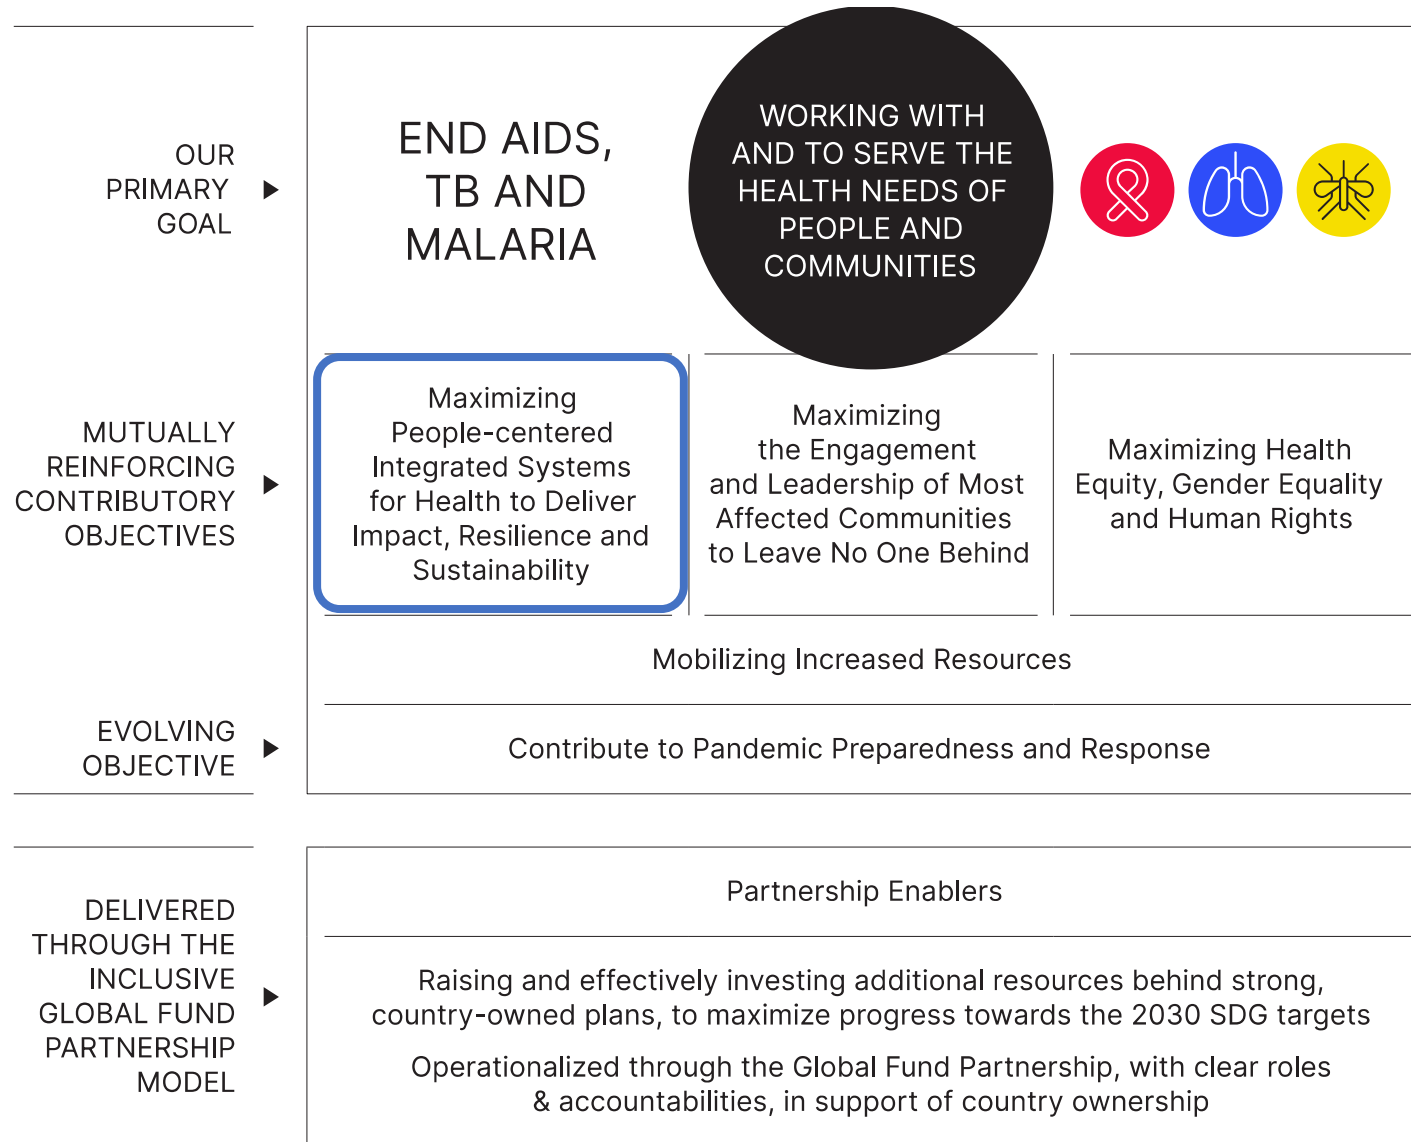 OUR
PRIMARY
GOAL
END AIDS,
TB AND
MALARIA
WORKING WITH
AND TO SERVE THE
HEALTH NEEDS OF
PEOPLE AND
COMMUNITIES
MUTUALLY
REINFORCING
CONTRIBUTORY
OBJECTIVES
Maximizing
People-centered
Integrated Systems
for Health to Deliver
Impact, Resilience and
Sustainability
Maximizing
the Engagement
and Leadership of Most
Affected Communities
to Leave No One Behind
Maximizing Health
Equity, Gender Equality
and Human Rights
Mobilizing Increased Resources
EVOLVING
OBJECTIVE
Contribute to Pandemic Preparedness and Response
DELIVERED
THROUGH THE
INCLUSIVE
GLOBAL FUND
PARTNERSHIP
MODEL
Partnership Enablers
Raising and effectively investing additional resources behind strong,
country-owned plans, to maximize progress towards the 2030 SDG targets
Operationalized through the Global Fund Partnership, with clear roles
& accountabilities, in support of country ownership